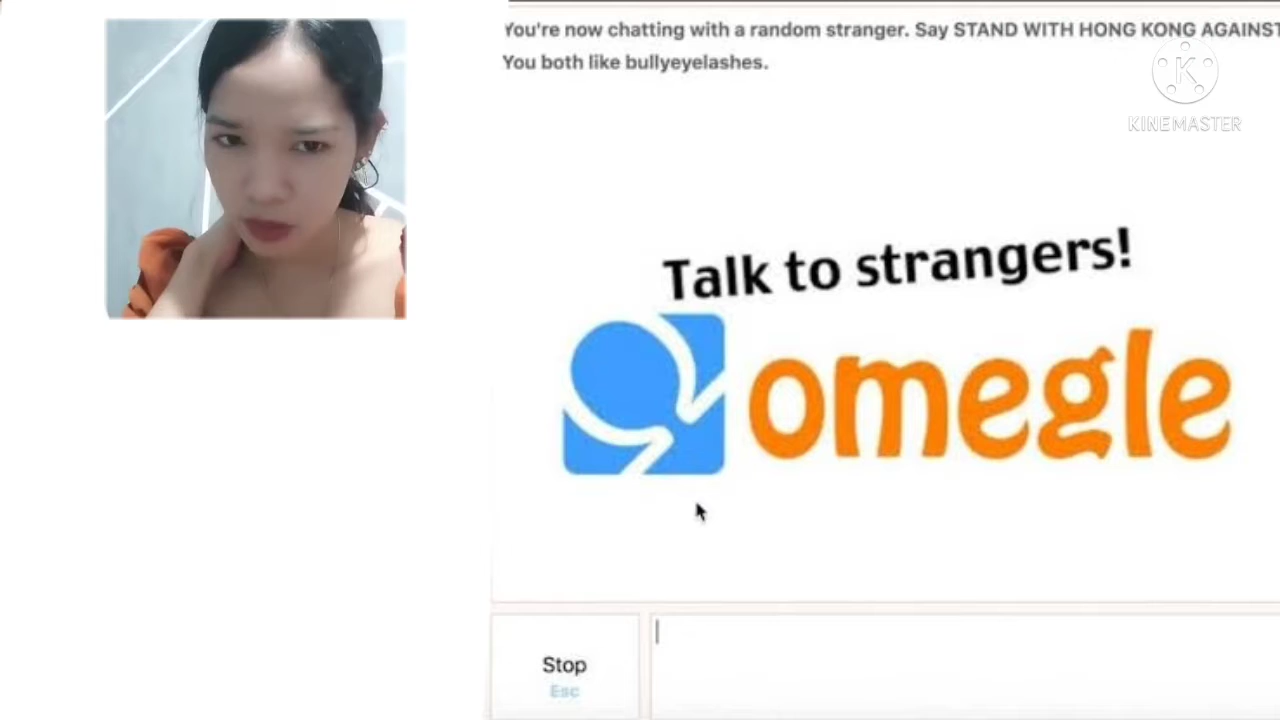 You're now chatting with a random stranger. Say STAND WITH HONG KONG AGAINST
You both like bullyeyelashes.
K
KINEMASTER
Talk to strangers!
omegle
Stop
Esc